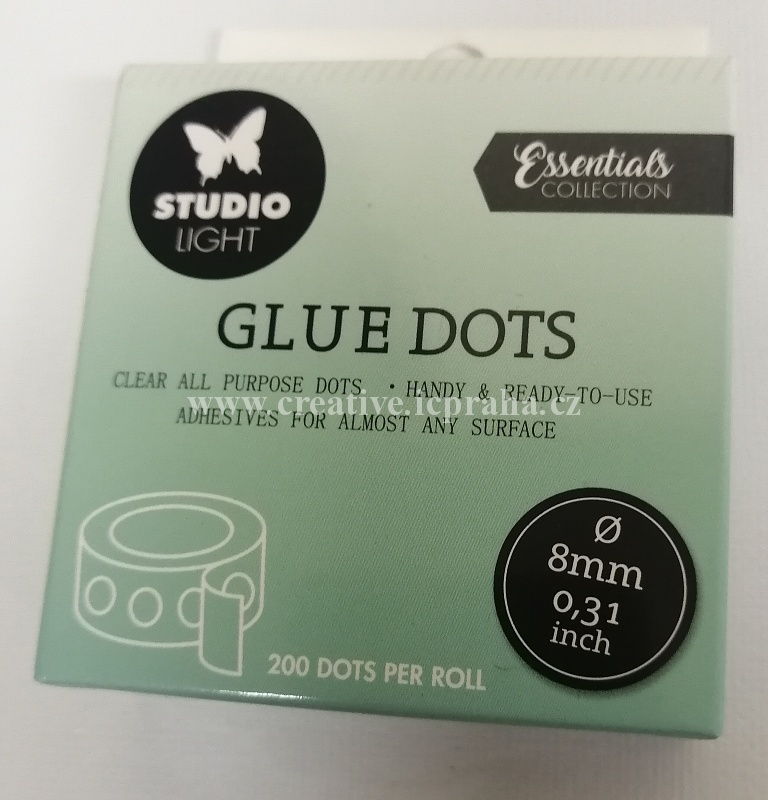 STUDIO
LIGHT
Essentials
COLLECTION
GLUE DOTS
CLEAR ALL PURPOSE DOTS • HANDY & READY-TO-USE
www.creative.icpraha.cz
ADHESIVES FOR ALMOST ANY SURFACE
Ø
8mm
0,31
inch
200 DOTS PER ROLL